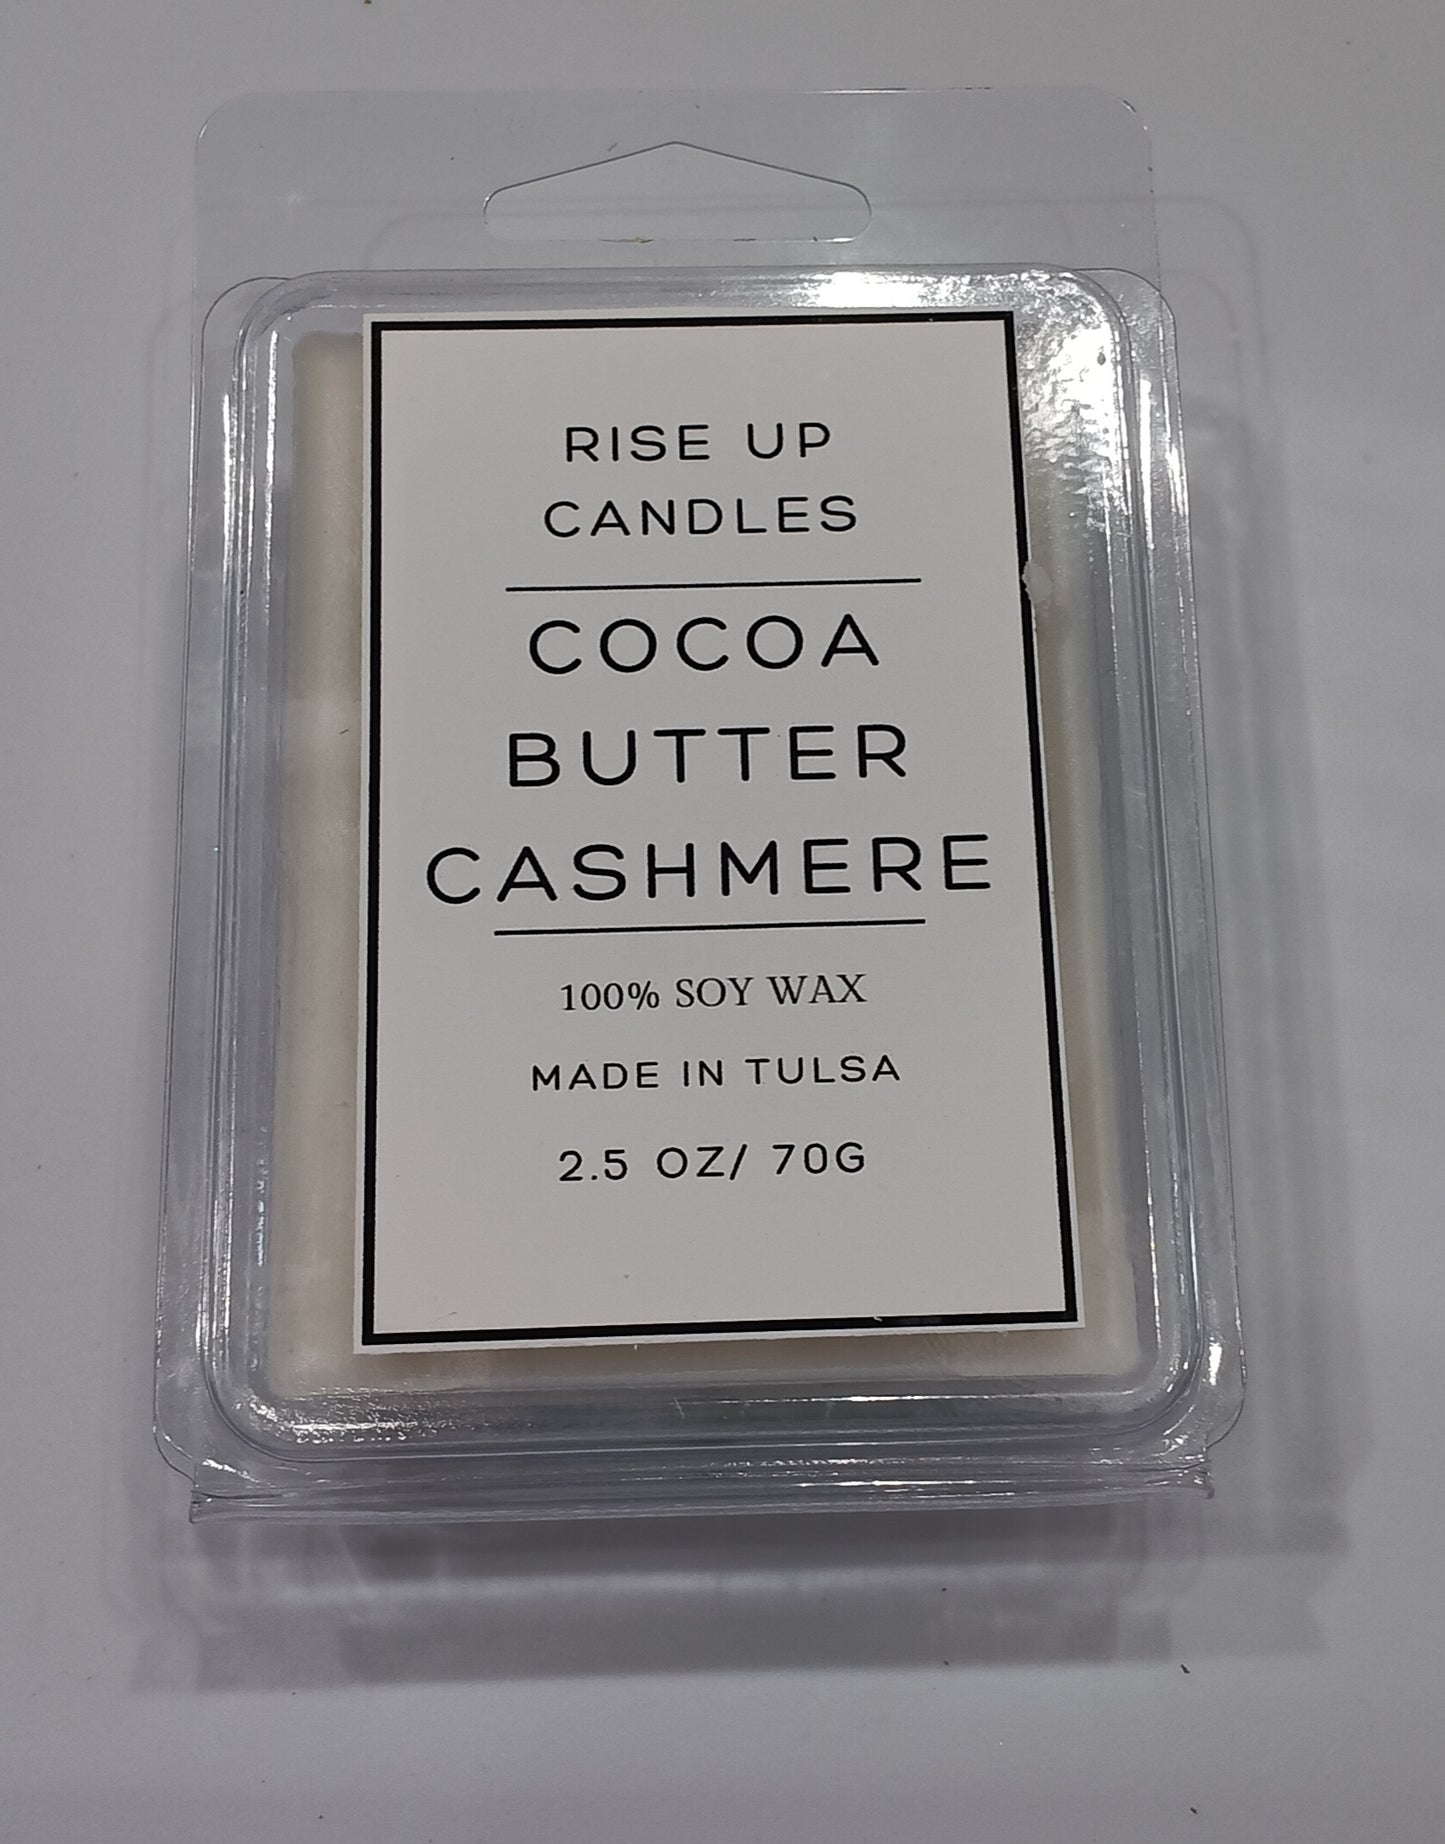 RISE UP
CANDLES
COCOA
BUTTER
CASHMERE
100% SOY WAX
MADE IN TULSA
2.5 OZ/ 70G